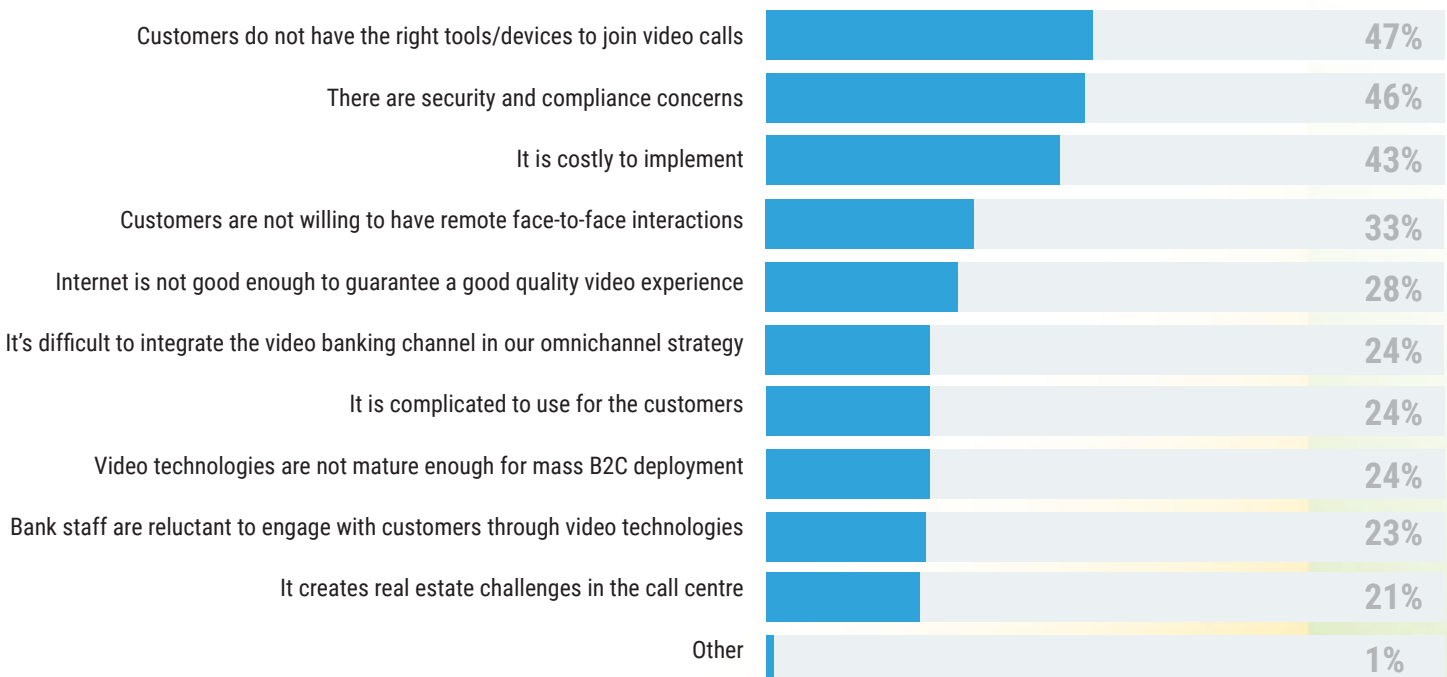 Customers do not have the right tools/devices to join video calls 47%
There are security and compliance concerns 46%
It is costly to implement 43%
Customers are not willing to have remote face-to-face interactions 33%
Internet is not good enough to guarantee a good quality video experience 28%
It’s difficult to integrate the video banking channel in our omnichannel strategy 24%
It is complicated to use for the customers 24%
Video technologies are not mature enough for mass B2C deployment 24%
Bank staff are reluctant to engage with customers through video technologies 23%
It creates real estate challenges in the call centre 21%
Other 1%